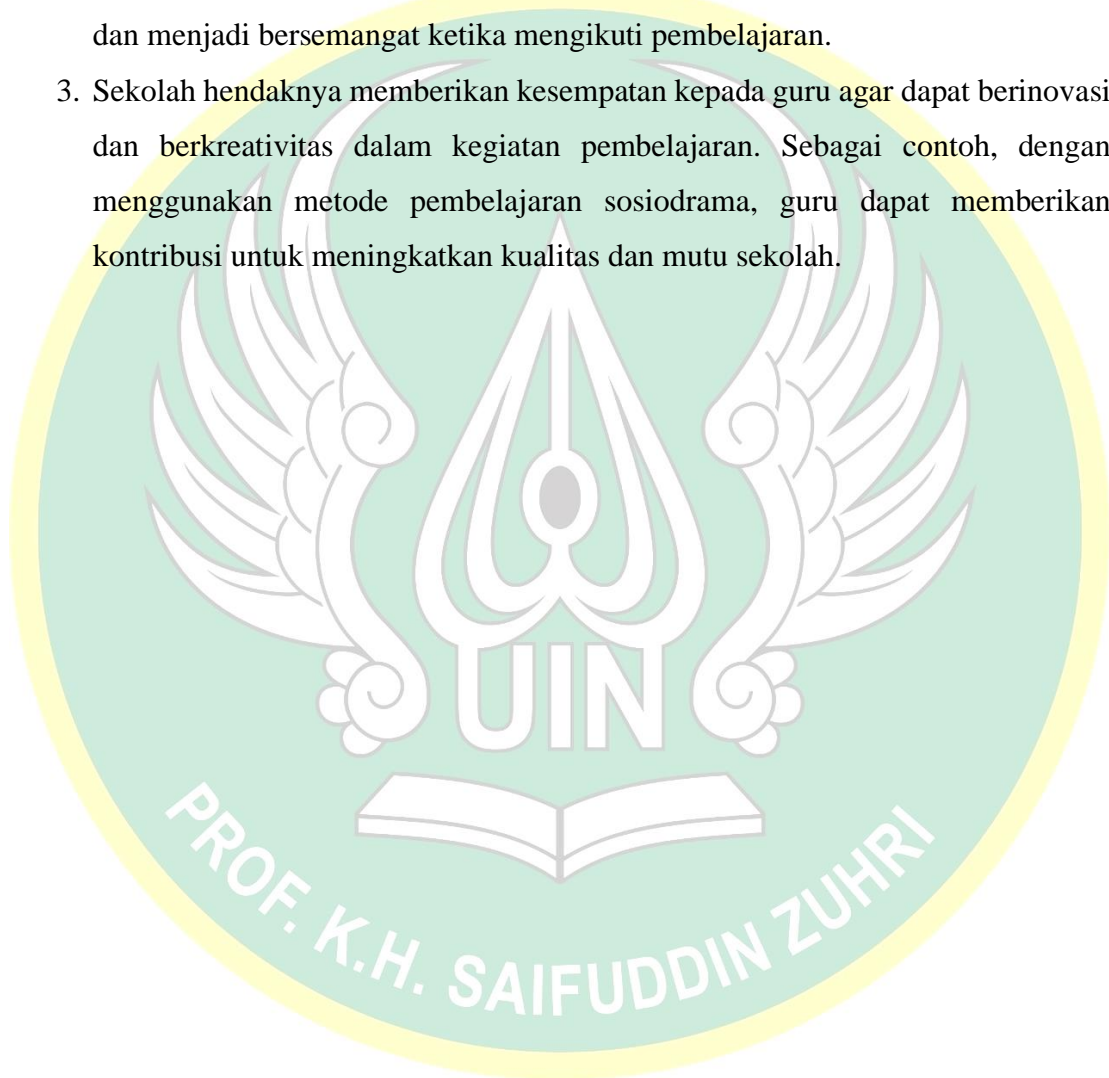 dan menjadi bersemangat ketika mengikuti pembelajaran.
3. Sekolah hendaknya memberikan kesempatan kepada guru agar dapat berinovasi
dan berkreativitas dalam kegiatan pembelajaran. Sebagai contoh, dengan
menggunakan metode pembelajaran sosiodrama, guru dapat memberikan
kontribusi untuk meningkatkan kualitas dan mutu sekolah.
UIN
PROF. K.H. SAIFUDDIN ZUHRI